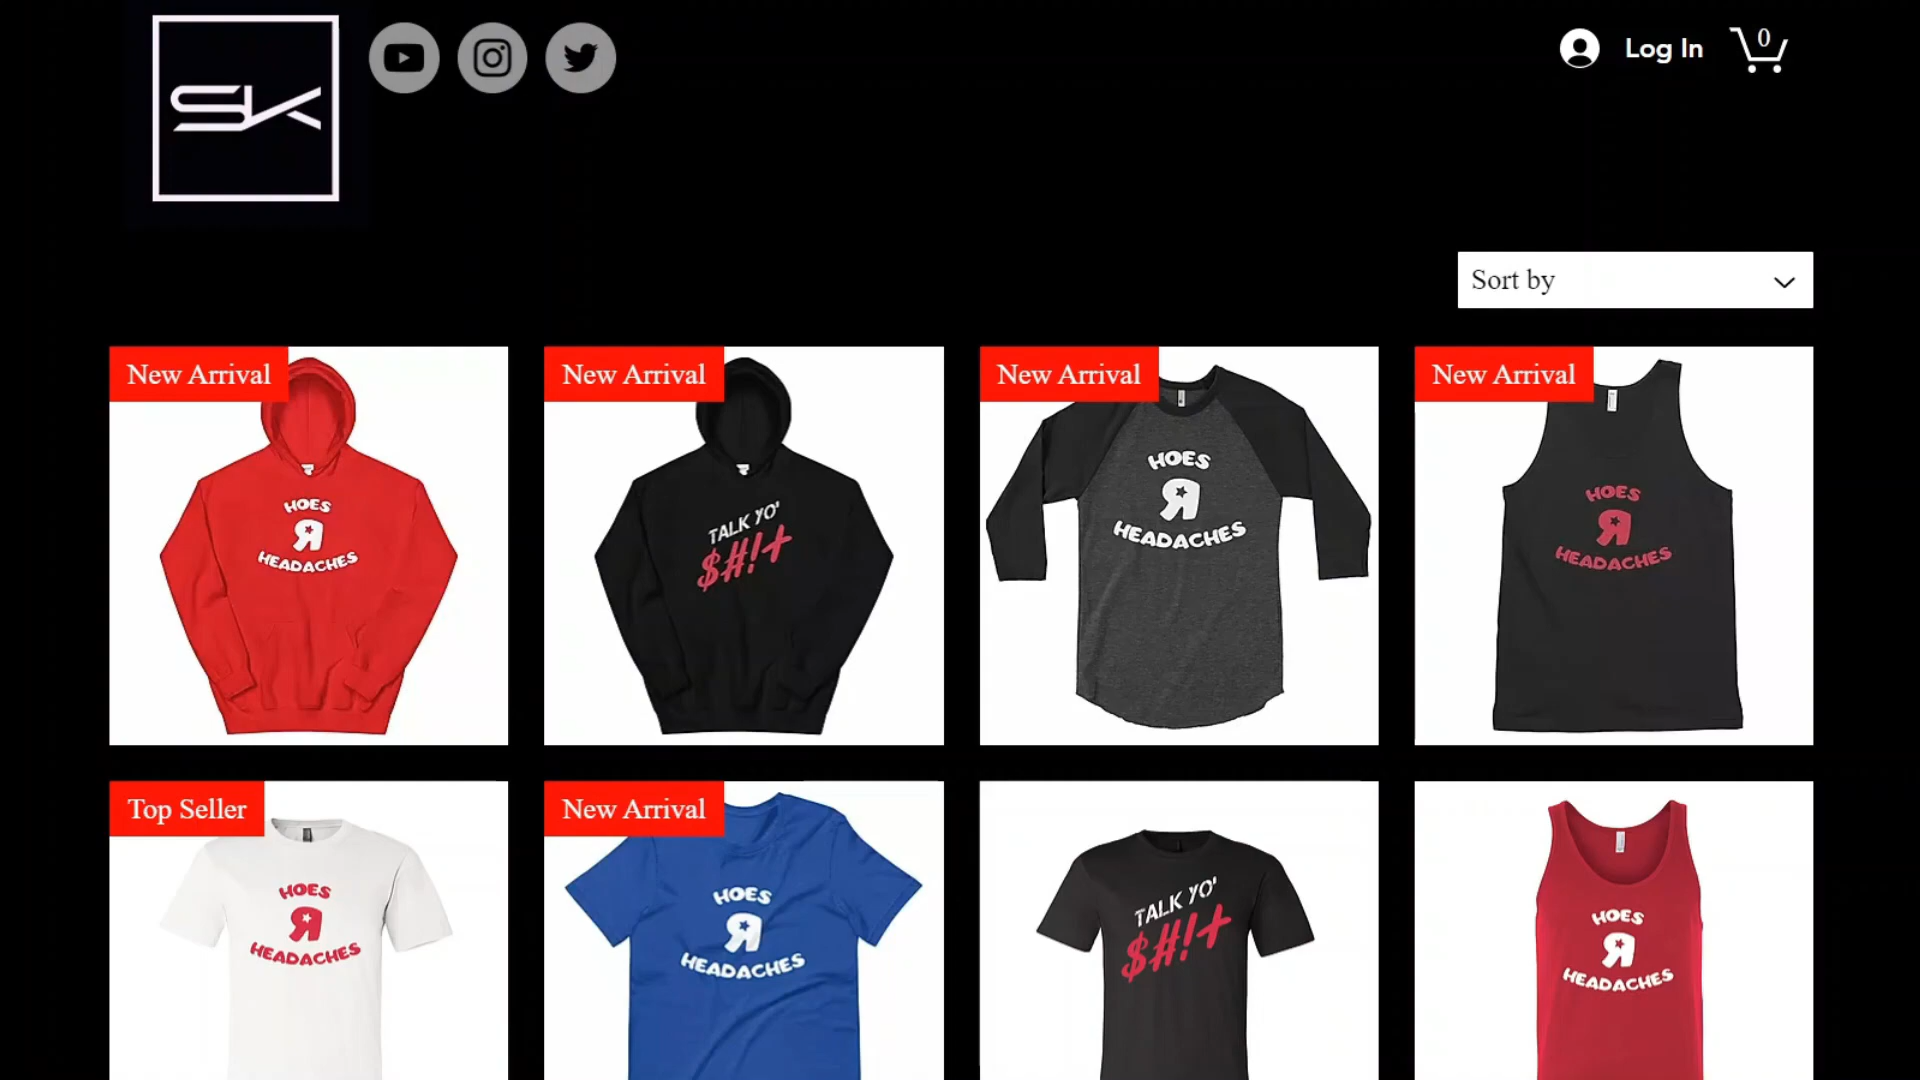 SK
Log In
0
Sort by
New Arrival
New Arrival
New Arrival
New Arrival
HOES
Я
HEADACHES
TALK YO'
$#!+
HOES
Я
HEADACHES
HOES
Я
HEADACHES
Top Seller
New Arrival
HOES
Я
HEADACHES
HOES
Я
HEADACHES
TALK YO'
$#!+
HOES
Я
HEADACHES